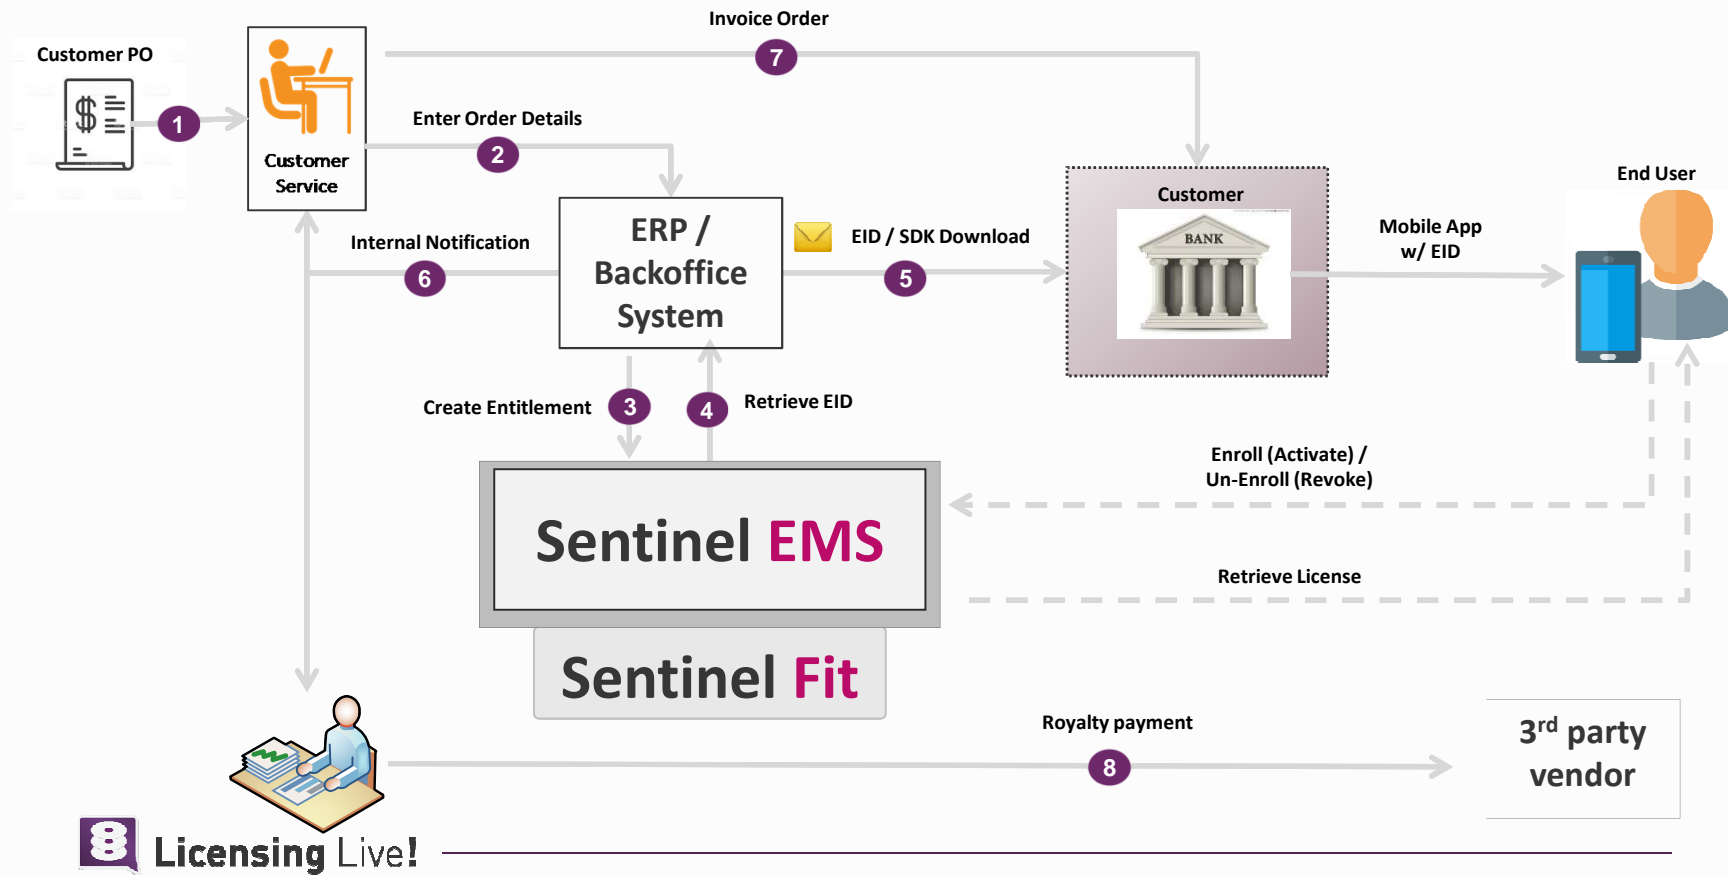 Invoice Order
7
Customer PO
$
1
Customer
Service
Enter Order Details
2
ERP /
Backoffice
System
Internal Notification
6
EID / SDK Download
5
Customer
BANK
Mobile App
w/ EID
End User
Create Entitlement
3
4
Retrieve EID
Enroll (Activate) /
Un-Enroll (Revoke)
Sentinel EMS
Retrieve License
Sentinel Fit
Royalty payment
8
3rd party
vendor
Licensing Live!